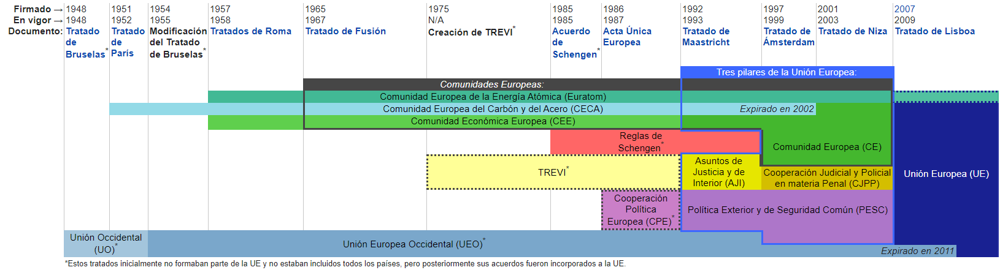 Firmado → 1948 1951 1954 1957 1965 1975 1985 1986 1992 1997 2001 2007
En vigor → 1948 1952 1955 1958 1967 N/A 1985 1987 1993 1999 2003 2009
Documento:
Tratado
de
Bruselas*
Tratado
de
París
Modificación
del Tratado
de Bruselas*
Tratados de Roma
Tratado de Fusión
Creación de TREVI*
Acuerdo
de
Schengen*
Acta Única
Europea
Tratado de
Maastricht
Tratado de
Ámsterdam
Tratado de Niza
Tratado de Lisboa
Tres pilares de la Unión Europea:
Comunidades Europeas:
Comunidad Europea de la Energía Atómica (Euratom)
Comunidad Europea del Carbón y del Acero (CECA)
Expirado en 2002
Comunidad Económica Europea (CEE)
Reglas de
Schengen*
Comunidad Europea (CE)
TREVI*
Asuntos de
Justicia y de
Interior (AJI)
Cooperación Judicial y Policial
en materia Penal (CJPP)
Unión Europea (UE)
Cooperación
Política
Europea (CPE)*
Política Exterior y de Seguridad Común (PESC)
Unión Occidental
(UO)*
Unión Europea Occidental (UEO)*
Expirado en 2011
*Estos tratados inicialmente no formaban parte de la UE y no estaban incluidos todos los países, pero posteriormente sus acuerdos fueron incorporados a la UE.